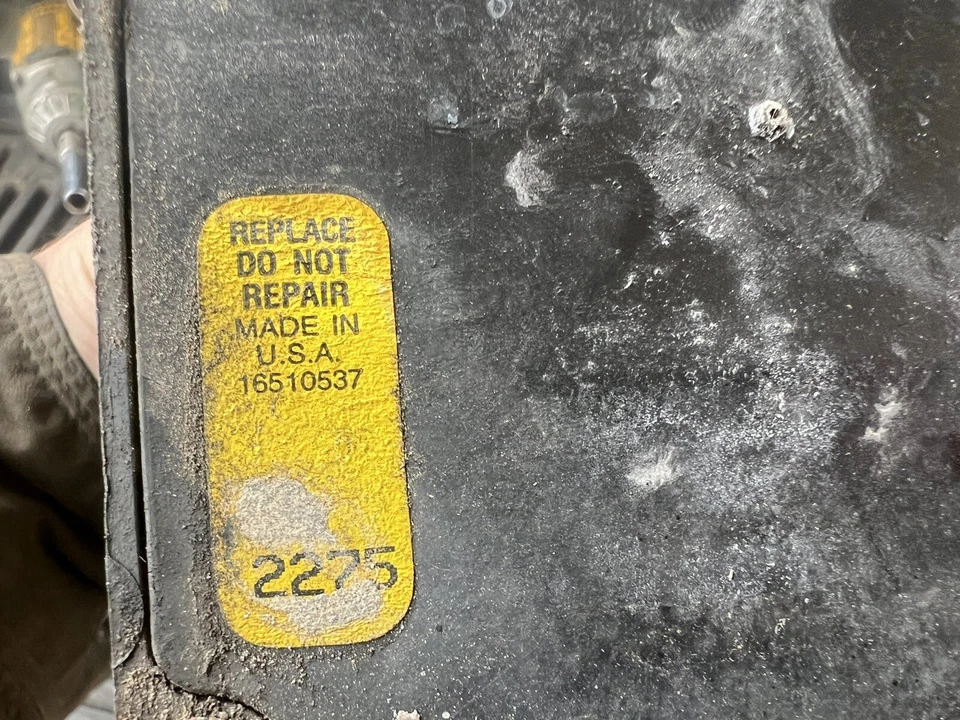 REPLACE
DO NOT
REPAIR
MADE IN
U.S.A.
16510537
2275